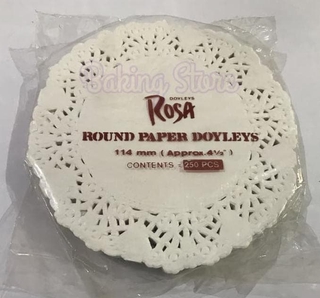 Baking Store
DOYLEYS
ROSA
ROUND PAPER DOYLEYS
114 mm ( Approx. 4½" )
CONTENTS = 250 PCS.